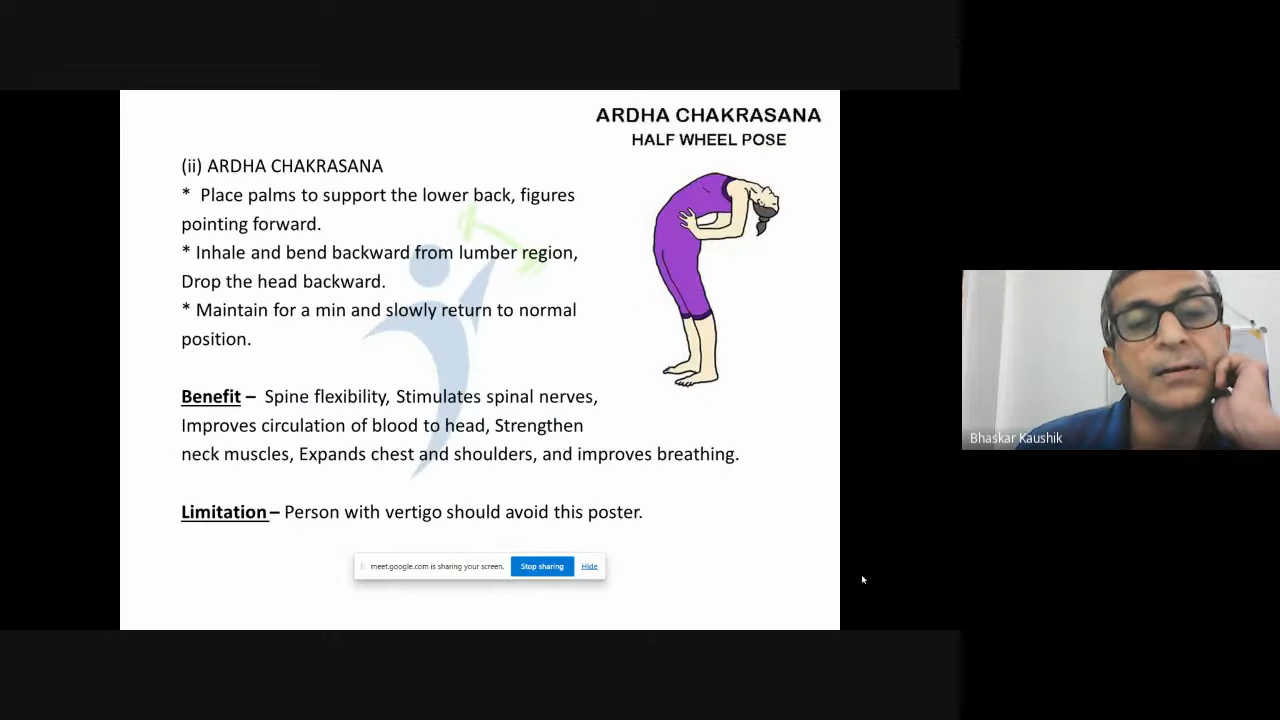 ARDHA CHAKRASANA
HALF WHEEL POSE
(ii) ARDHA CHAKRASANA
* Place palms to support the lower back, figures
pointing forward.
* Inhale and bend backward from lumber region,
Drop the head backward.
* Maintain for a min and slowly return to normal
position.
Benefit – Spine flexibility, Stimulates spinal nerves,
Improves circulation of blood to head, Strengthen
neck muscles, Expands chest and shoulders, and improves breathing.
Limitation – Person with vertigo should avoid this poster.
meet.google.com is sharing your screen. Stop sharing Hide
Bhaskar Kaushik